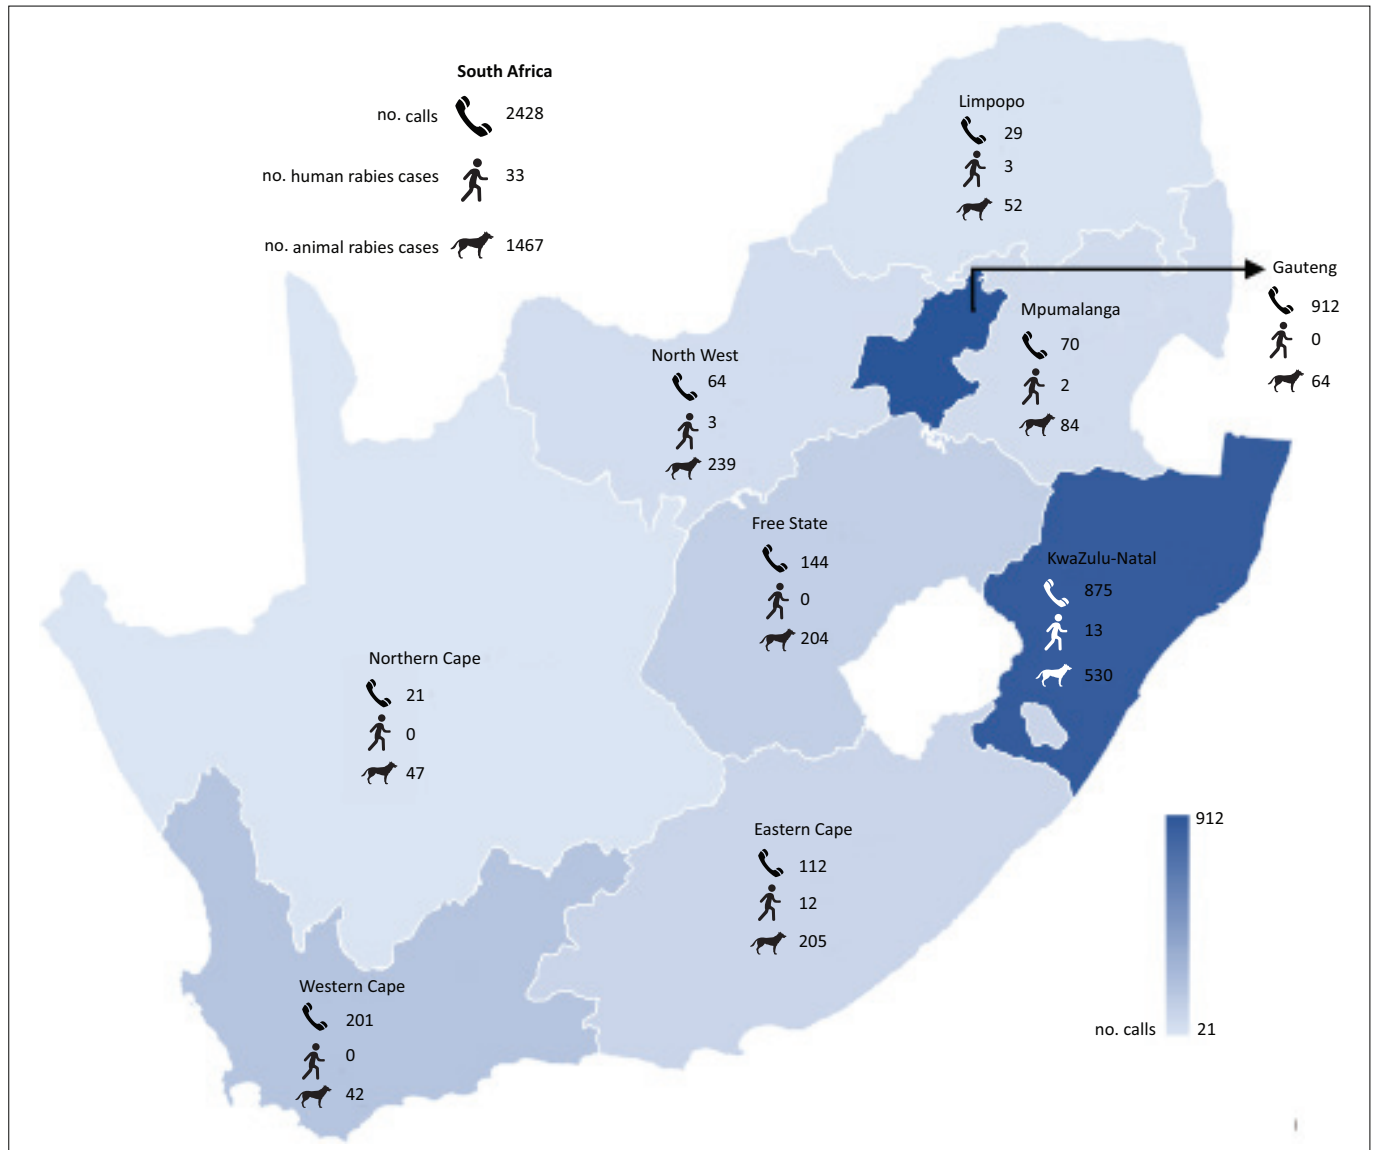 South Africa
no. calls 2428
no. human rabies cases 33
no. animal rabies cases 1467
Limpopo
29
3
52
Gauteng
912
0
64
Mpumalanga
70
2
84
North West
64
3
239
Free State
144
0
204
KwaZulu-Natal
875
13
530
Northern Cape
21
0
47
Eastern Cape
112
12
205
Western Cape
201
0
42
912
no. calls 21